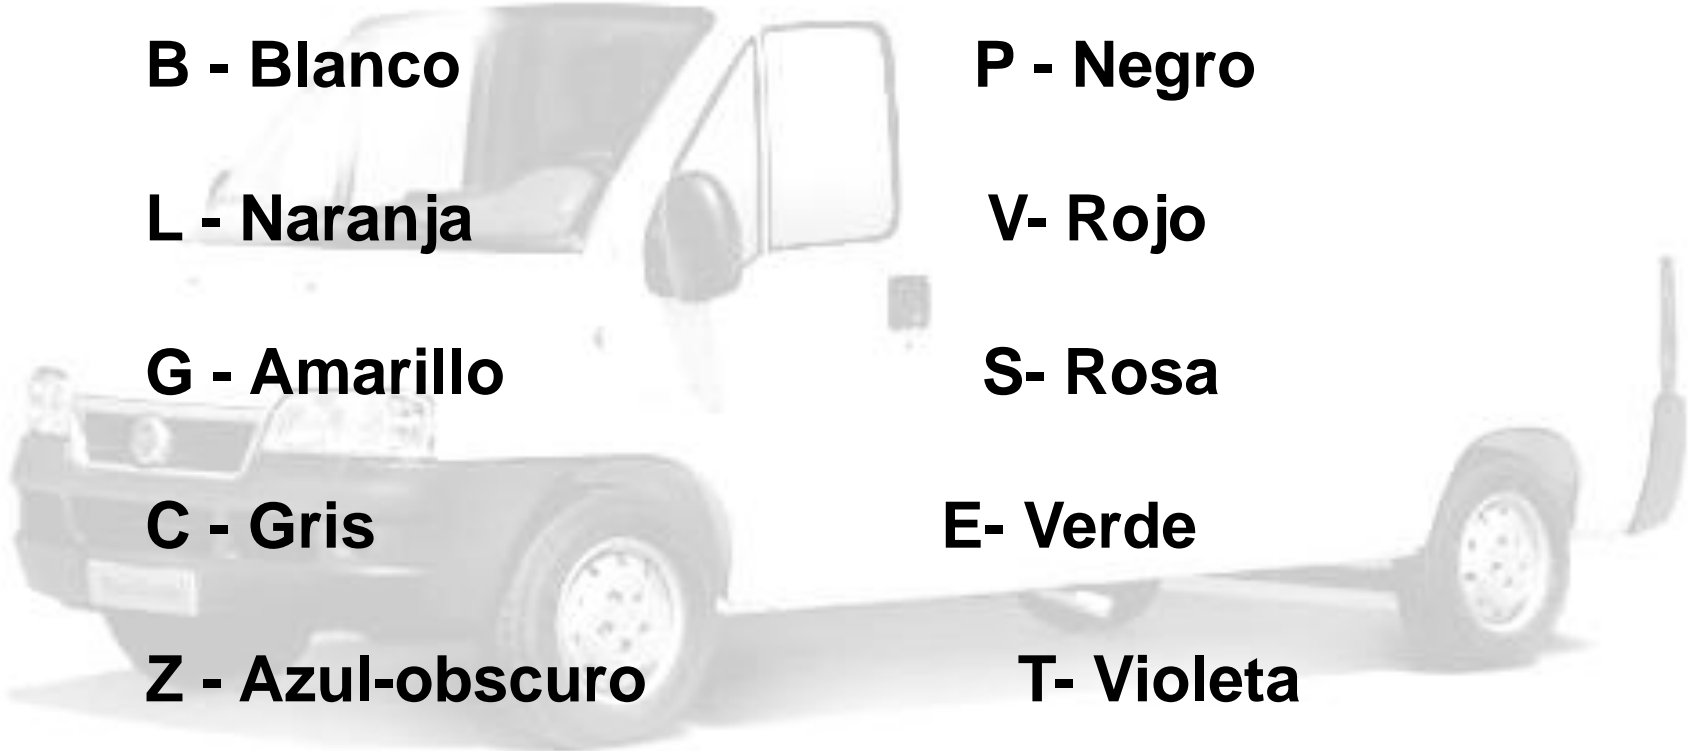 B - Blanco P - Negro
L - Naranja V- Rojo
G - Amarillo S- Rosa
C - Gris E- Verde
Z - Azul-obscuro T- Violeta